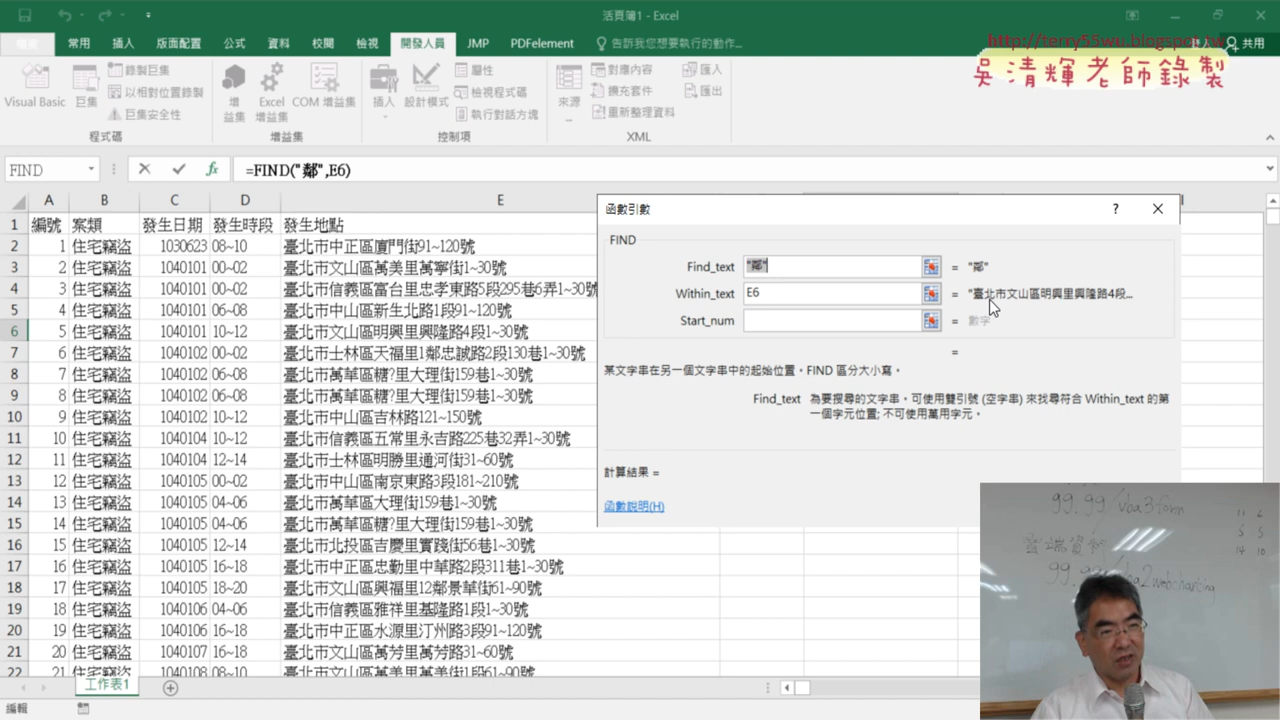 活頁簿1 - Excel
http://terry55wu.blogspot.tw
吳清輝老師錄製
常用 插入 版面配置 公式 資料 校閱 檢視 開發人員 JMP PDFelement 告訴我您想要執行的動作... 共用
Visual Basic 巨集 錄製巨集 以相對位置錄製 巨集安全性 程式碼
增益集 Excel 增益集 COM 增益集 增益集
插入 設計模式 屬性 檢視程式碼 執行對話方塊 控制項
來源 對應內容 擴充套件 重新整理資料 匯入 匯出 XML
FIND =FIND("鄰",E6)
A B C D E
1 編號 案類 發生日期 發生時段 發生地點
2 1 住宅竊盜 1030623 08~10 臺北市中正區廈門街91~120號
3 2 住宅竊盜 1040101 00~02 臺北市文山區萬美里萬寧街1~30號
4 3 住宅竊盜 1040101 00~02 臺北市信義區富台里忠孝東路5段295巷6弄1~30號
5 4 住宅竊盜 1040101 06~08 臺北市中山區新生北路1段91~120號
6 5 住宅竊盜 1040101 10~12 臺北市文山區明興里興隆路4段1~30號
7 6 住宅竊盜 1040102 00~02 臺北市士林區天福里1鄰忠誠路2段130巷1~30號
8 7 住宅竊盜 1040102 06~08 臺北市萬華區糖?里大理街159巷1~30號
9 8 住宅竊盜 1040102 06~08 臺北市萬華區糖?里大理街159巷1~30號
10 9 住宅竊盜 1040102 10~12 臺北市中山區吉林路121~150號
11 10 住宅竊盜 1040104 10~12 臺北市信義區五常里永吉路225巷32弄1~30號
12 11 住宅竊盜 1040104 12~14 臺北市士林區明勝里通河街31~60號
13 12 住宅竊盜 1040105 00~02 臺北市中山區南京東路3段181~210號
14 13 住宅竊盜 1040105 04~06 臺北市萬華區大理街159巷1~30號
15 14 住宅竊盜 1040105 04~06 臺北市萬華區糖?里大理街159巷1~30號
16 15 住宅竊盜 1040105 12~14 臺北市北投區吉慶里實踐街56巷1~30號
17 16 住宅竊盜 1040105 16~18 臺北市中正區忠勤里中華路2段311巷1~30號
18 17 住宅竊盜 1040105 18~20 臺北市文山區興福里12鄰景華街61~90號
19 18 住宅竊盜 1040106 04~06 臺北市信義區雅祥里基隆路1段1~30號
20 19 住宅竊盜 1040106 16~18 臺北市中正區水源里汀州路3段91~120號
21 20 住宅竊盜 1040107 16~18 臺北市文山區萬芳里萬芳路31~60號
22 21 住宅竊盜 1040108 08~10 臺北市文山區萬美里萬美街1段61~90號
函數引數 ?
FIND
Find_text "鄰" = "鄰"
Within_text E6 = "臺北市文山區明興里興隆路4段...
Start_num = 數字
=
某文字串在另一個文字串中的起始位置。FIND 區分大小寫。
Find_text 為要搜尋的文字串。可使用雙引號 (空字串) 來找尋符合 Within_text 的第
一個字元位置; 不可使用萬用字元。
計算結果 =
函數說明(H)
99.99/vba3form
雲端資
工作表1
編輯